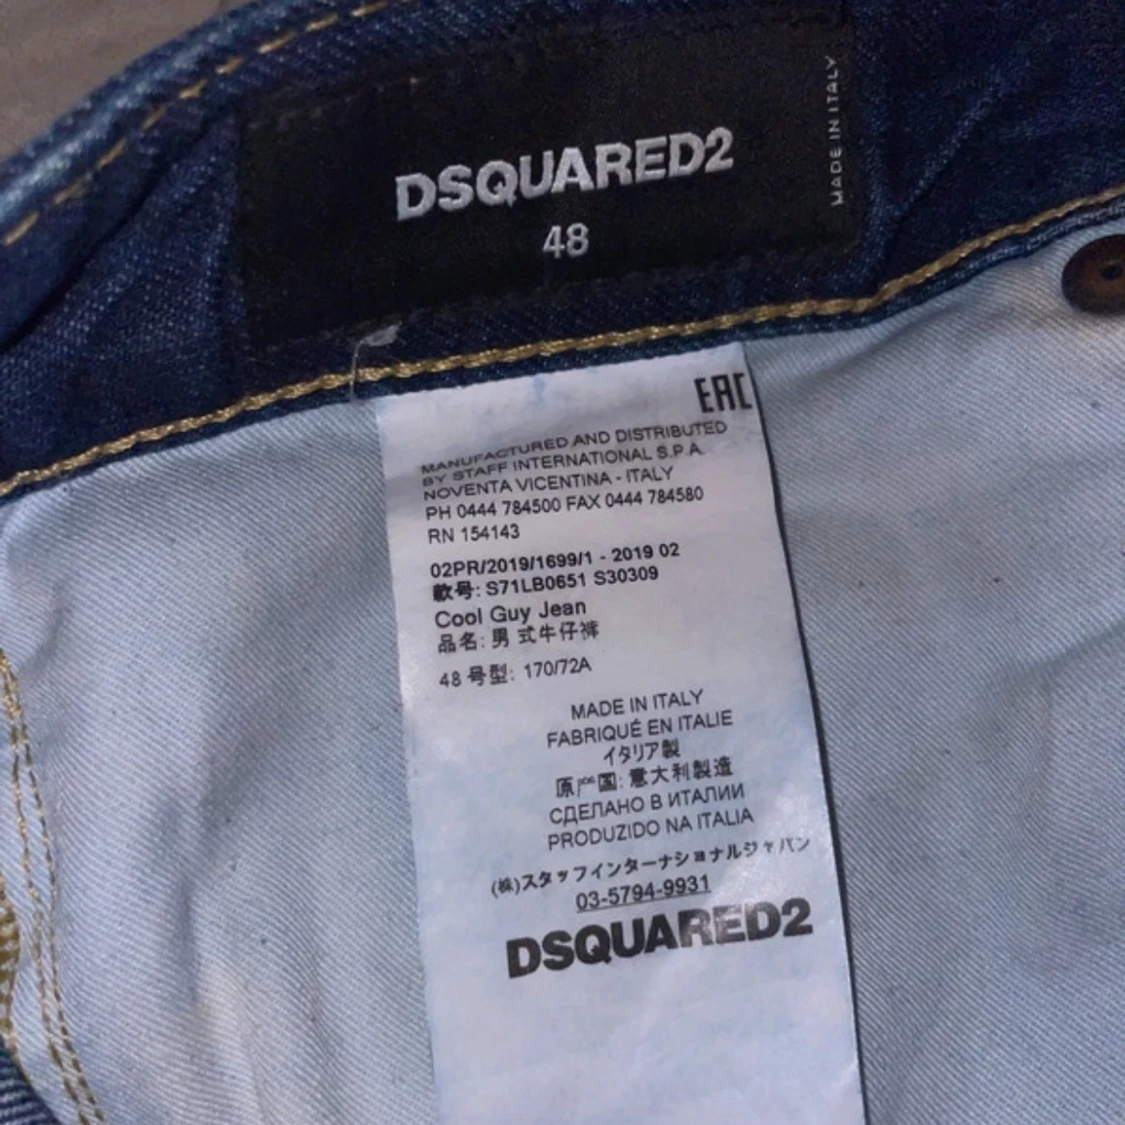 DSQUARED2
48
MADE IN ITALY
EAC
MANUFACTURED AND DISTRIBUTED
BY STAFF INTERNATIONAL S.P.A.
NOVENTA VICENTINA - ITALY
PH 0444 784500 FAX 0444 784580
RN 154143
02PR/2019/1699/1 - 2019 02
款号: S71LB0651 S30309
Cool Guy Jean
品名: 男 式牛仔裤
48 号型: 170/72A
MADE IN ITALY
FABRIQUÉ EN ITALIE
イタリア製
原产国: 意大利製造
СДЕЛАНО В ИТАЛИИ
PRODUZIDO NA ITALIA
(株)スタッフインターナショナルジャパン
03-5794-9931
DSQUARED2